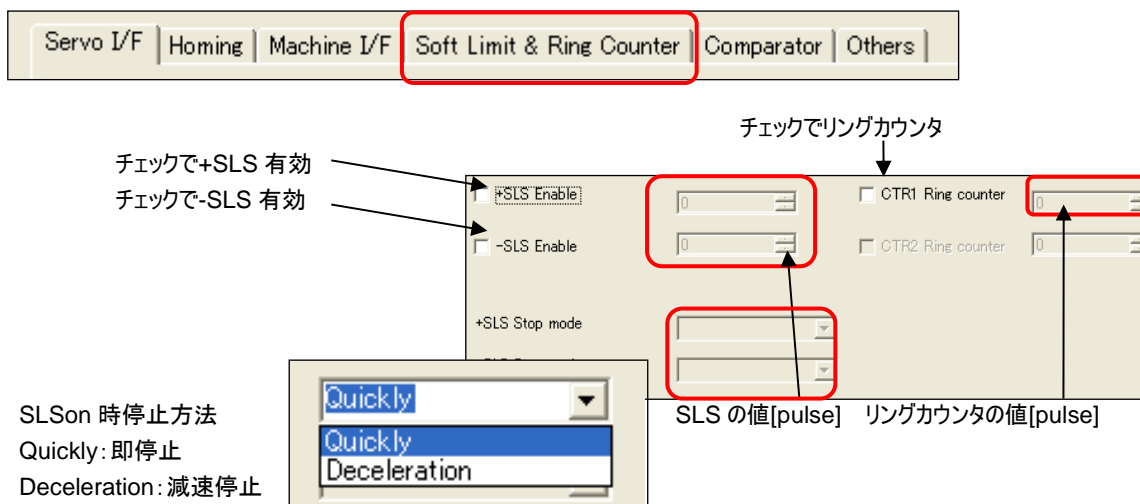 Servo I/F Homing Machine I/F Soft Limit & Ring Counter Comparator Others
チェックでリングカウンタ
チェックで+SLS 有効
チェックで-SLS 有効
+SLS Enable 0 CTR1 Ring counter 0
-SLS Enable 0 CTR2 Ring counter 0
+SLS Stop mode
Quickly
Quickly
Deceleration
SLS の値[pulse] リングカウンタの値[pulse]
SLSon 時停止方法
Quickly:即停止
Deceleration:減速停止